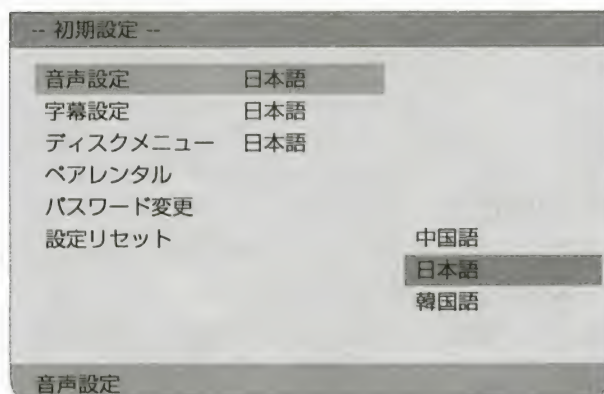 -- 初期設定 --
音声設定 日本語
字幕設定 日本語
ディスクメニュー 日本語
ペアレンタル
パスワード変更
設定リセット 中国語
日本語
韓国語
音声設定